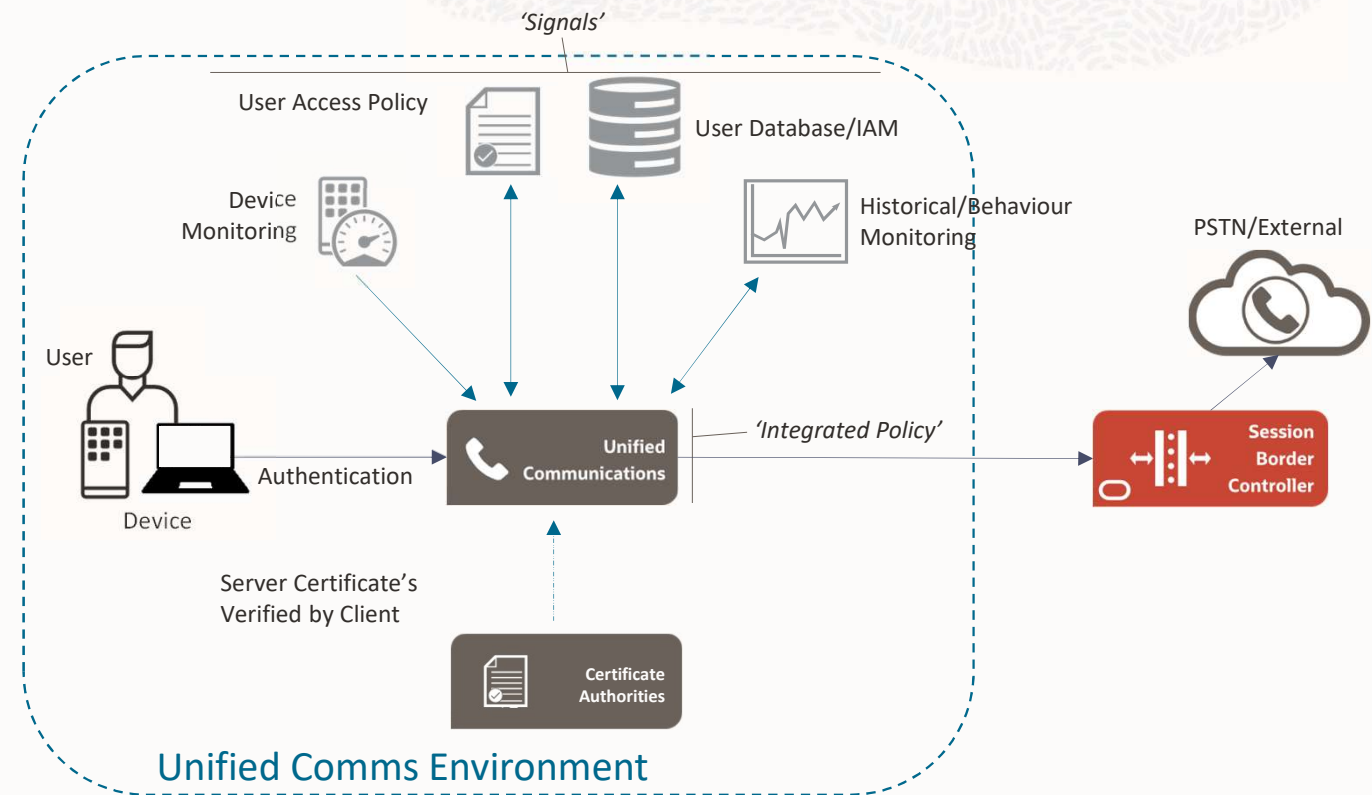 ‘Signals’
User Access Policy
User Database/IAM
Device
Monitoring
Historical/Behaviour
Monitoring
PSTN/External
User
Unified
Communications
‘Integrated Policy’
Session
Border
Controller
Authentication
Device
Server Certificate’s
Verified by Client
Certificate
Authorities
Unified Comms Environment